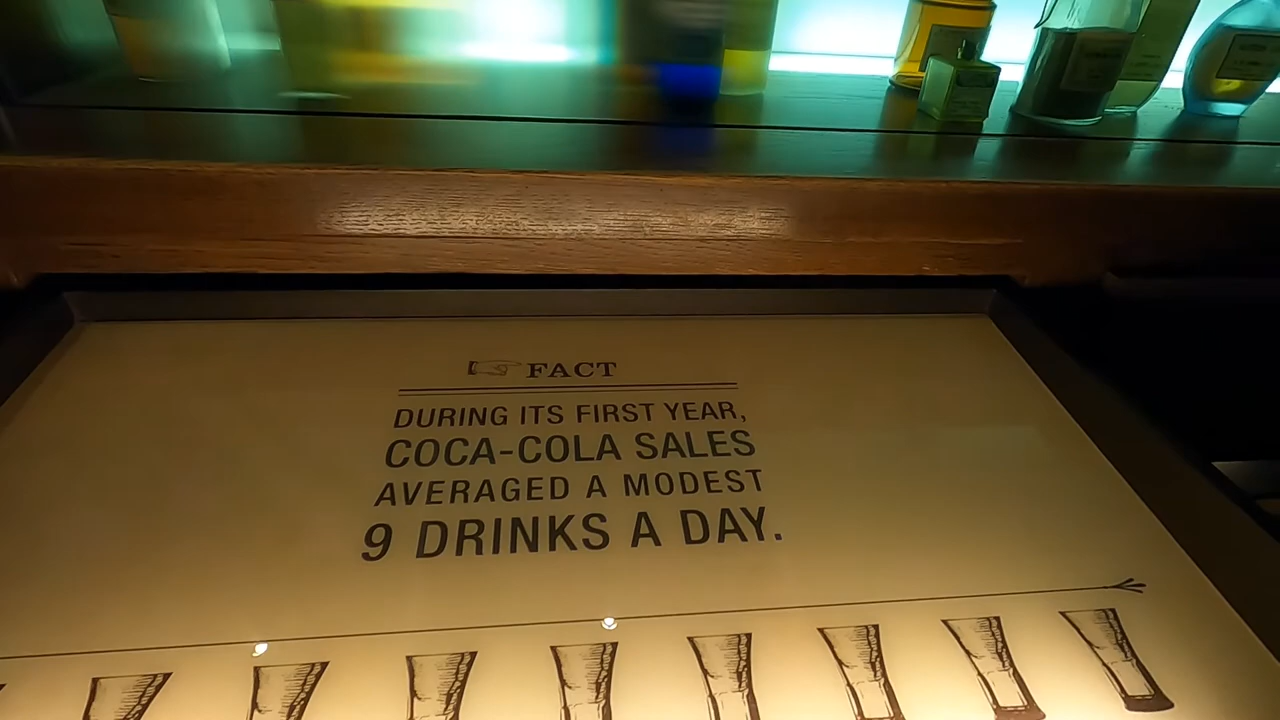 FACT
DURING ITS FIRST YEAR,
COCA-COLA SALES
AVERAGED A MODEST
9 DRINKS A DAY.